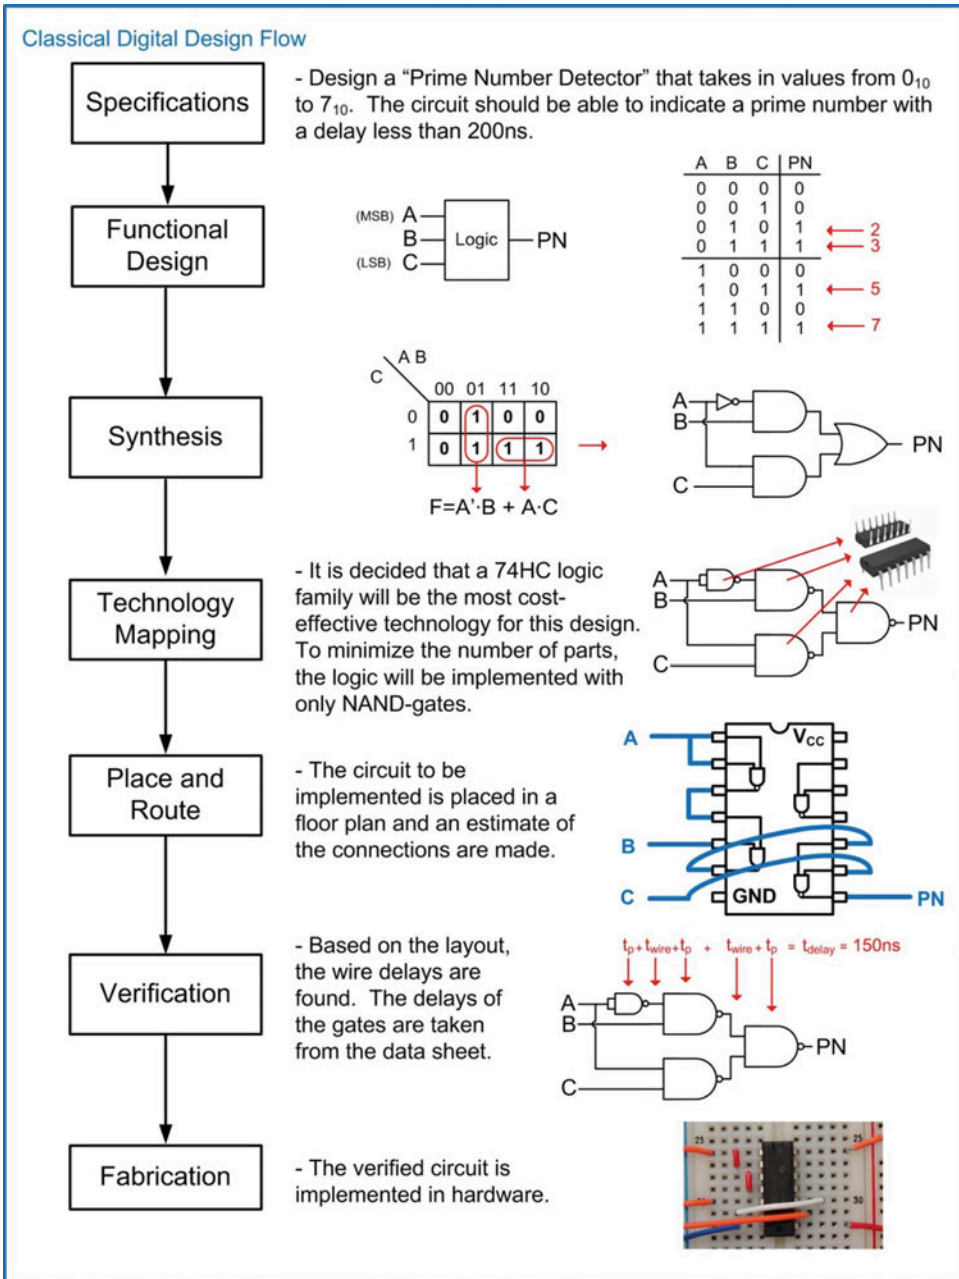 Classical Digital Design Flow
Specifications
- Design a “Prime Number Detector” that takes in values from 0₁₀
to 7₁₀.  The circuit should be able to indicate a prime number with
a delay less than 200ns.
Functional
Design
(MSB) A
B
(LSB) C
Logic
PN
A B C PN
0 0 0 0
0 0 1 0
0 1 0 1 2
0 1 1 1 3
1 0 0 0
1 0 1 1 5
1 1 0 0
1 1 1 1 7
Synthesis
A B
C
00 01 11 10
0 0 1 0 0
1 0 1 1 1
F=A'·B + A·C
A
B
C
PN
Technology
Mapping
- It is decided that a 74HC logic
family will be the most cost-
effective technology for this design.
To minimize the number of parts,
the logic will be implemented with
only NAND-gates.
A
B
C
PN
Place and
Route
- The circuit to be
implemented is placed in a
floor plan and an estimate of
the connections are made.
A
B
C
VCC
GND
PN
Verification
- Based on the layout,
the wire delays are
found.  The delays of
the gates are taken
from the data sheet.
tp + twire + tp + twire + tp = tdelay = 150ns
A
B
C
PN
Fabrication
- The verified circuit is
implemented in hardware.
25 25
30